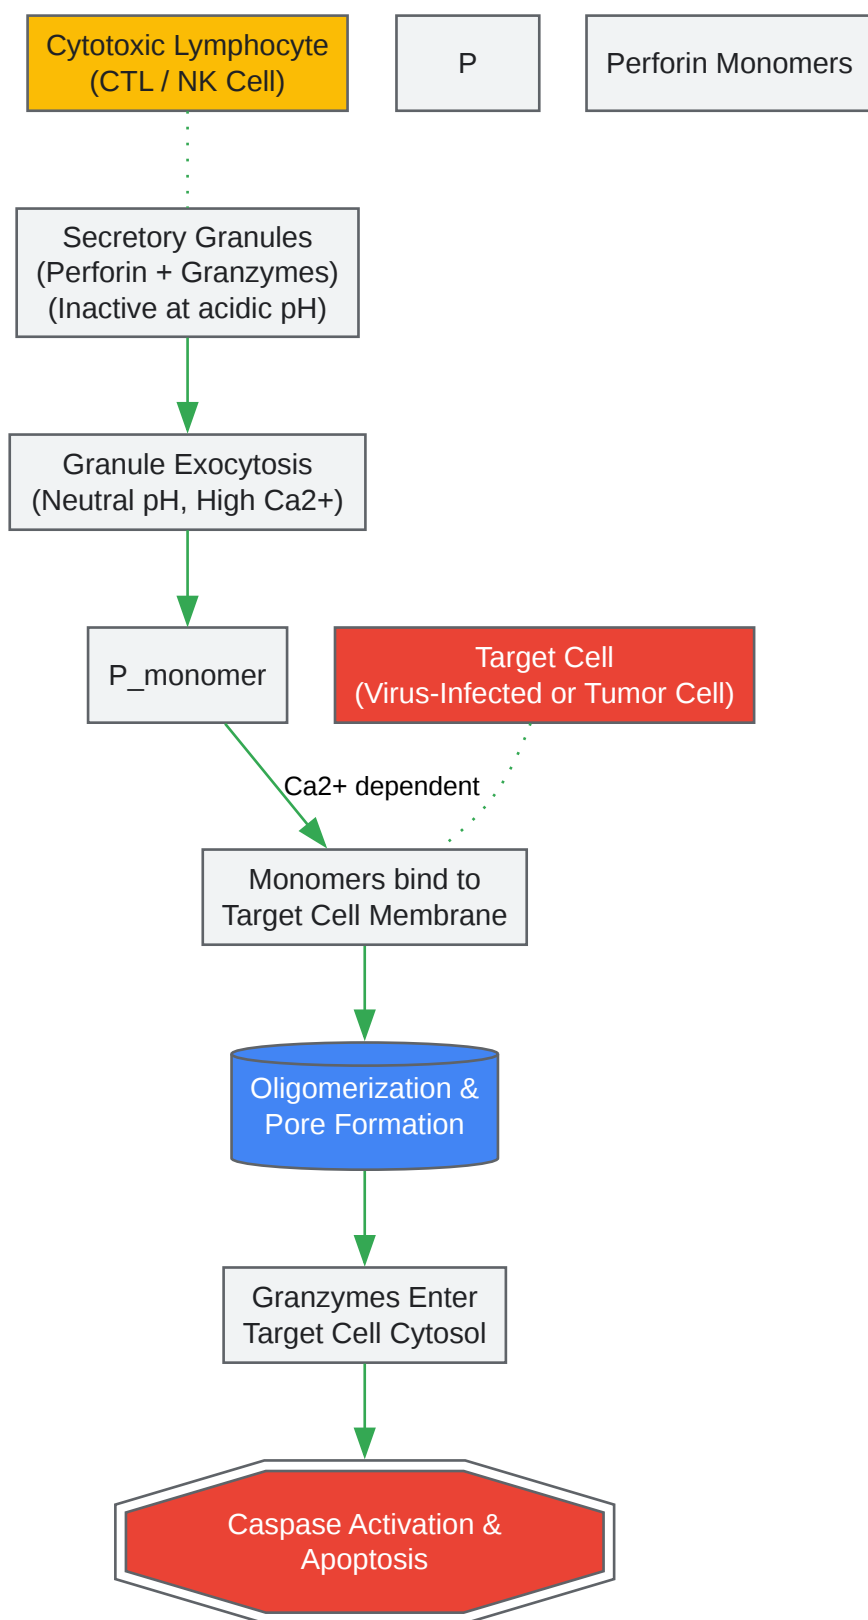 Cytotoxic Lymphocyte
(CTL / NK Cell)
P
Perforin Monomers
Secretory Granules
(Perforin + Granzymes)
(Inactive at acidic pH)
Granule Exocytosis
(Neutral pH, High Ca2+)
P_monomer
Target Cell
(Virus-Infected or Tumor Cell)
Ca2+ dependent
Monomers bind to
Target Cell Membrane
Oligomerization &
Pore Formation
Granzymes Enter
Target Cell Cytosol
Caspase Activation &
Apoptosis